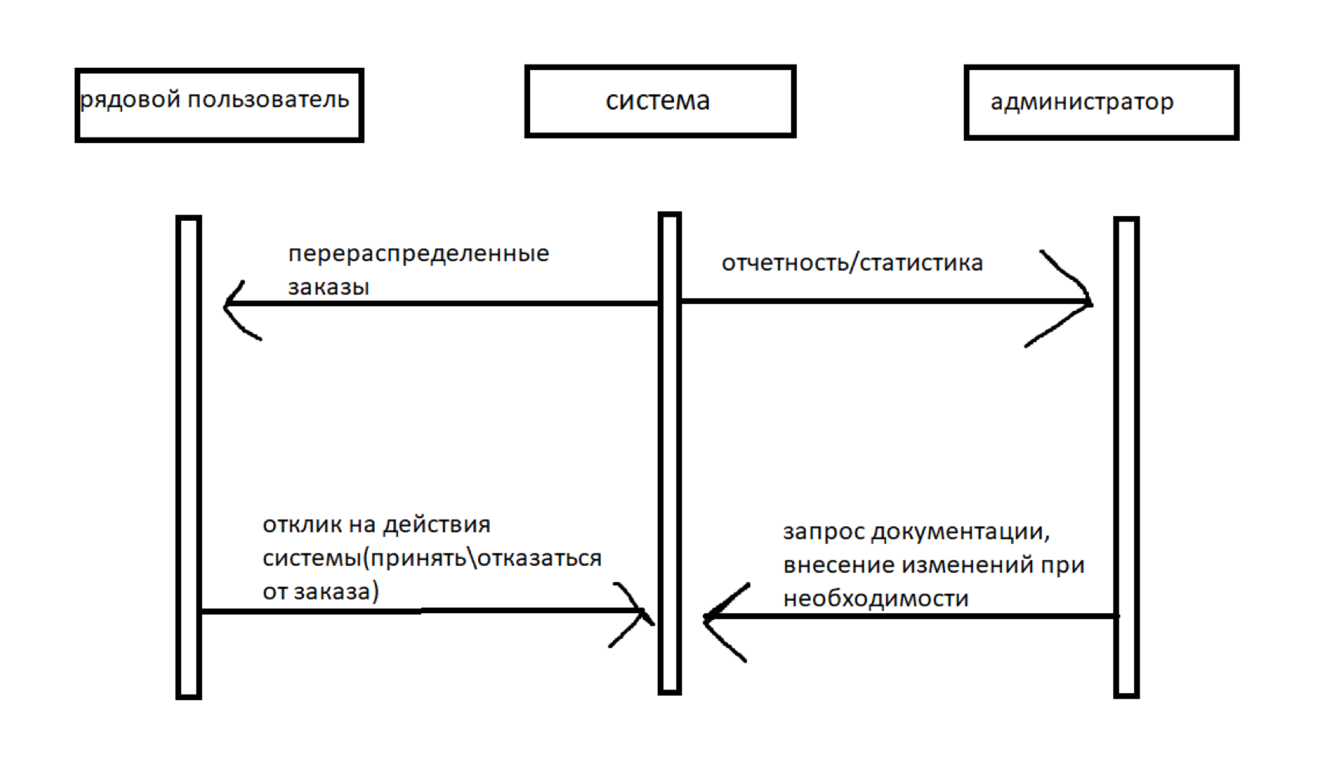 рядовой пользователь
система
администратор
перераспределенные
заказы
отчетность/статистика
отклик на действия
системы(принять\отказаться
от заказа)
запрос документации,
внесение изменений при
необходимости